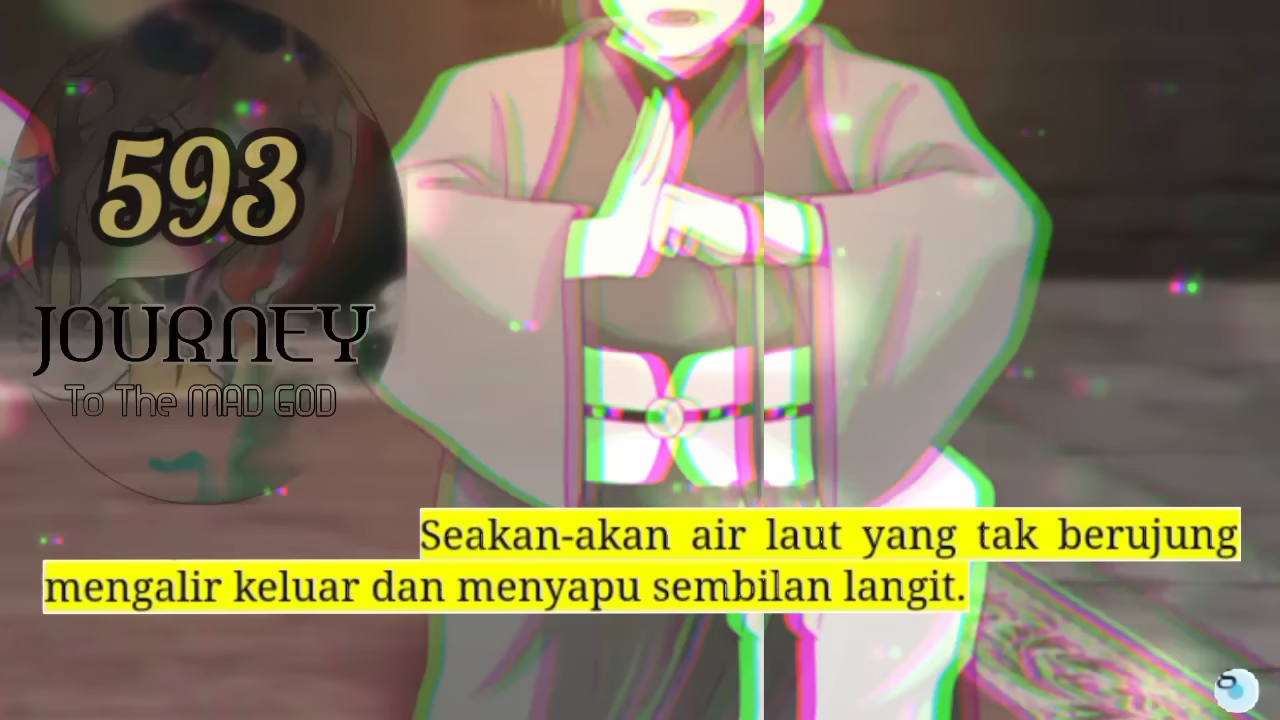 593
JOURNEY
To The MAD GOD
Seakan-akan air laut yang tak berujung
mengalir keluar dan menyapu sembilan langit.